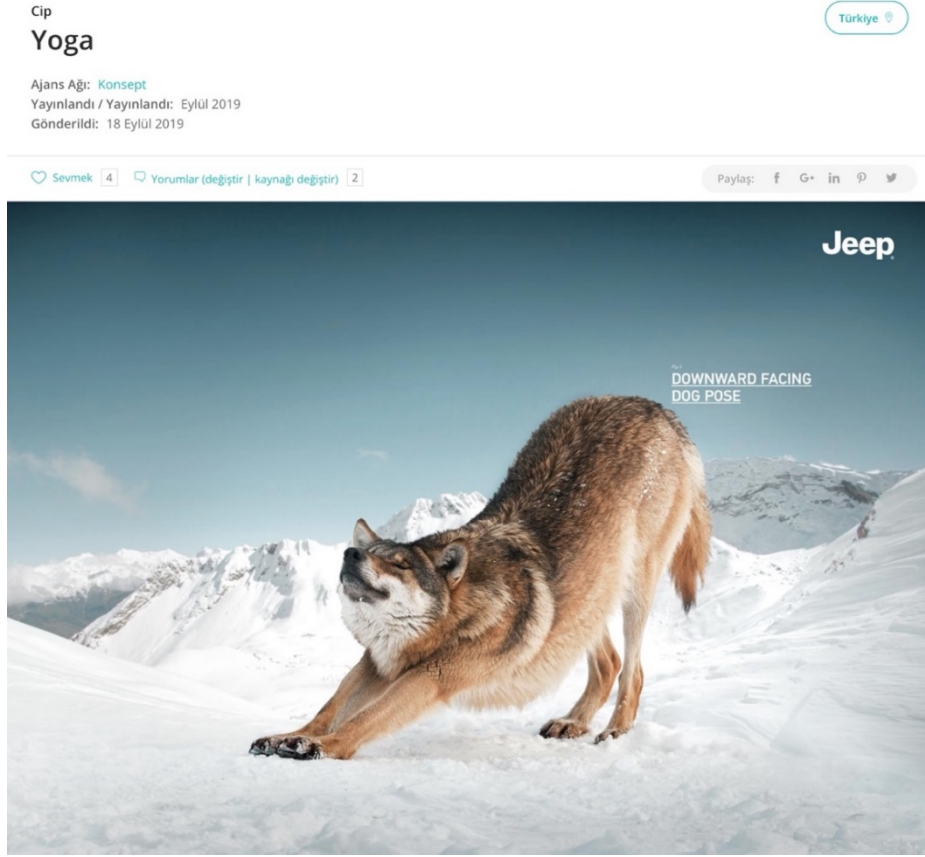 Cip
Türkiye
Yoga
Ajans Ağı: Konsept
Yayınlandı / Yayınlandı: Eylül 2019
Gönderildi: 18 Eylül 2019
Sevmek 4 Yorumlar (değiştir | kaynağı değiştir) 2 Paylaş: f G+ in
Jeep
DOWNWARD FACING
DOG POSE